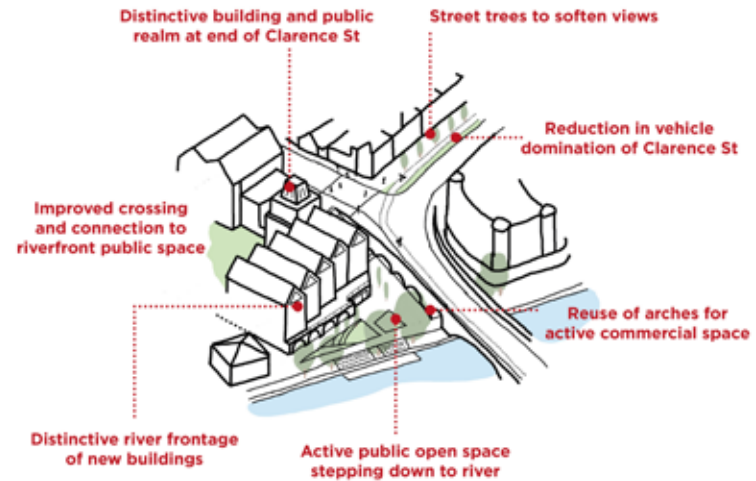 Distinctive building and public
realm at end of Clarence St
Street trees to soften views
Reduction in vehicle
domination of Clarence St
Improved crossing
and connection to
riverfront public space
Reuse of arches for
active commercial space
Distinctive river frontage
of new buildings
Active public open space
stepping down to river